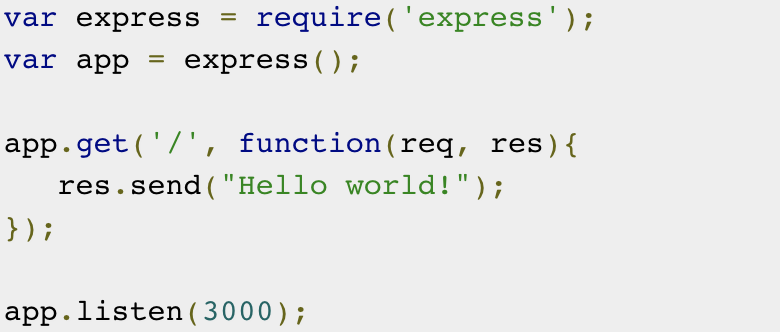 var express = require('express');
var app = express();

app.get('/', function(req, res){
   res.send("Hello world!");
});

app.listen(3000);